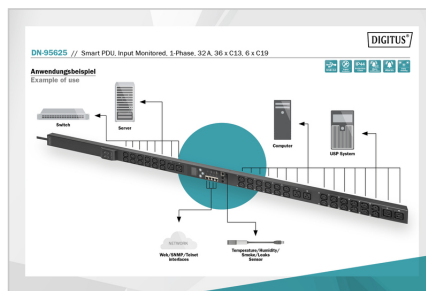 DIGITUS®
DN-95625 // Smart PDU, Input Monitored, 1-Phase, 32 A, 36 x C13, 6 x C19
Anwendungsbeispiel
Example of use
Switch
Server
Computer
USP System
NETWORK
Web/SNMP/Telnet
Interfaces
Temperature/Humidity/
Smoke/Leaks
Sensor